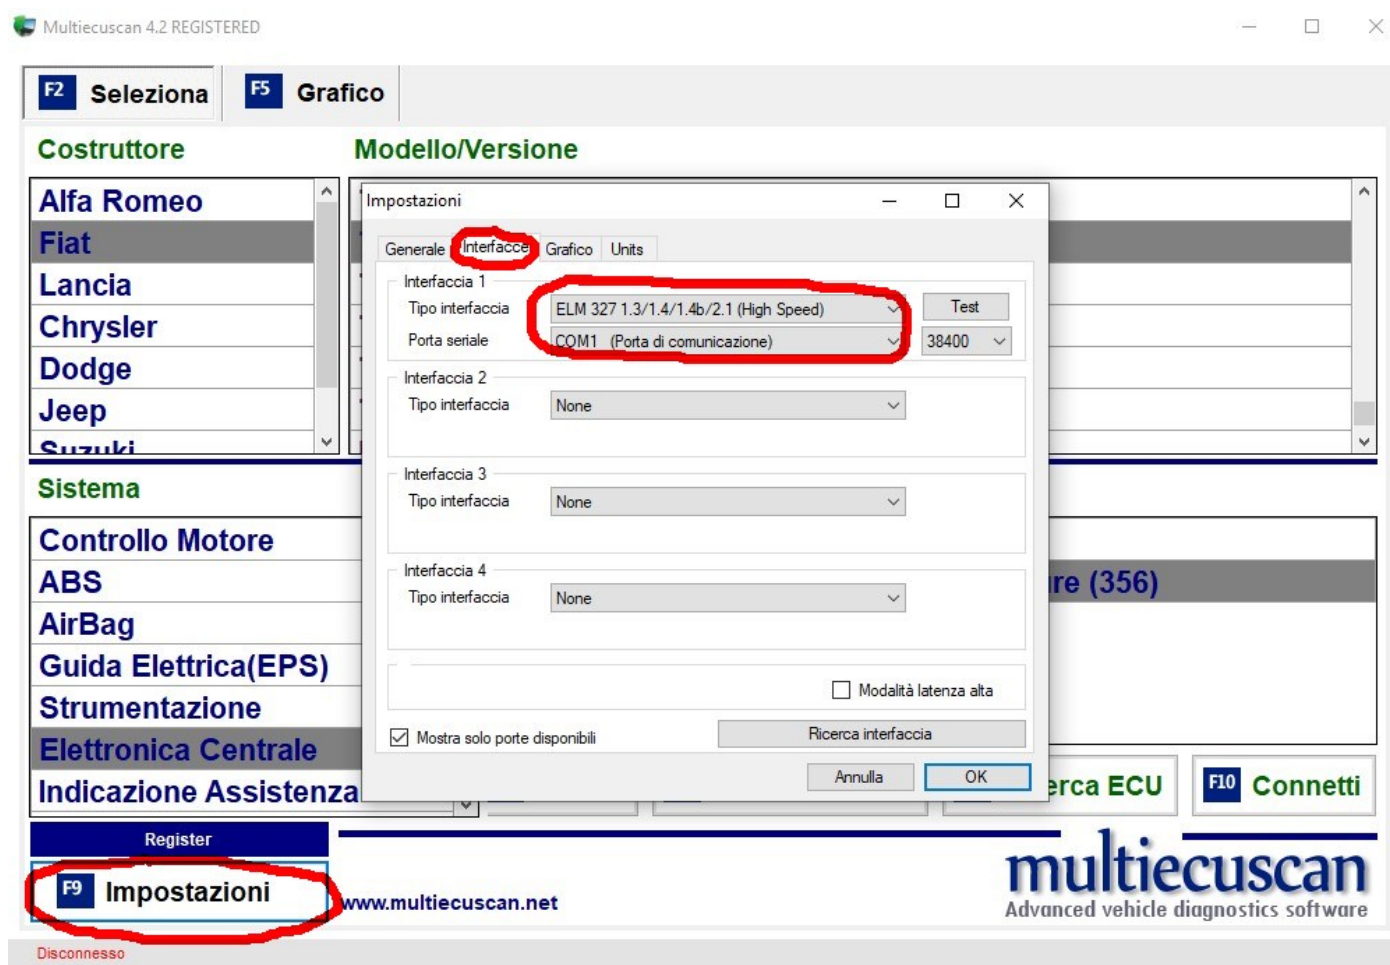 Multiecuscan 4.2 REGISTERED
F2 Seleziona F5 Grafico
Costruttore Modello/Versione
Alfa Romeo
Fiat
Lancia
Chrysler
Dodge
Jeep
Suzuki
Impostazioni
Generale Interfacce Grafico Units
Interfaccia 1
Tipo interfaccia ELM 327 1.3/1.4/1.4b/2.1 (High Speed) Test
Porta seriale COM1 (Porta di comunicazione) 38400
Interfaccia 2
Tipo interfaccia None
Interfaccia 3
Tipo interfaccia None
Interfaccia 4
Tipo interfaccia None
Modalità latenza alta
Mostra solo porte disponibili Ricerca interfaccia
Annulla OK
Sistema
Controllo Motore
ABS
AirBag
Guida Elettrica(EPS)
Strumentazione
Elettronica Centrale
Indicazione Assistenza
(356)
ECU F10 Connetti
Register
F9 Impostazioni
www.multiecuscan.net
multiecuscan
Advanced vehicle diagnostics software
Disconnesso